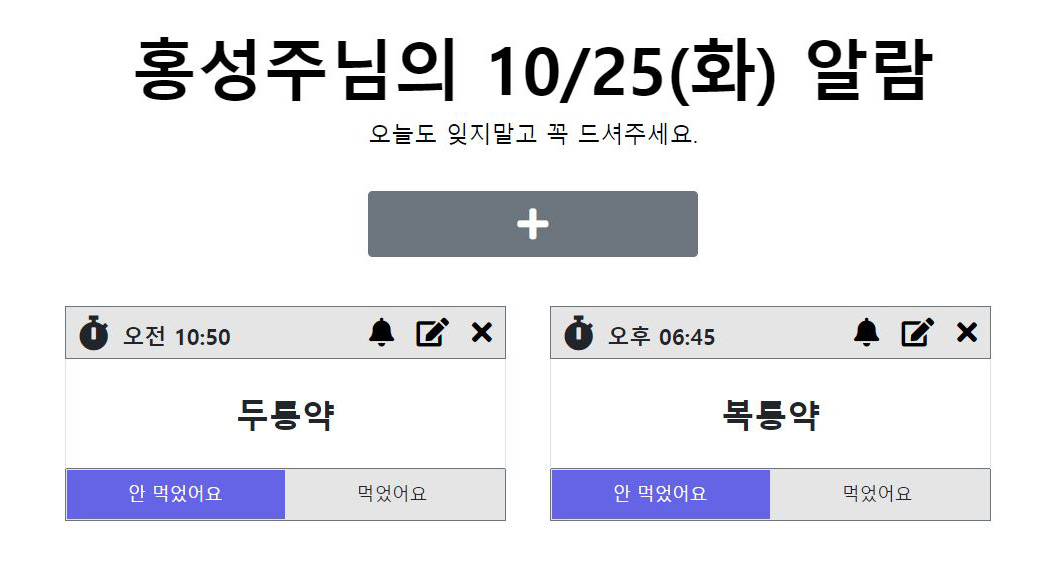 홍성주님의 10/25(화) 알람
오늘도 잊지말고 꼭 드셔주세요.
오전 10:50
두통약
안 먹었어요 먹었어요
오후 06:45
복통약
안 먹었어요 먹었어요